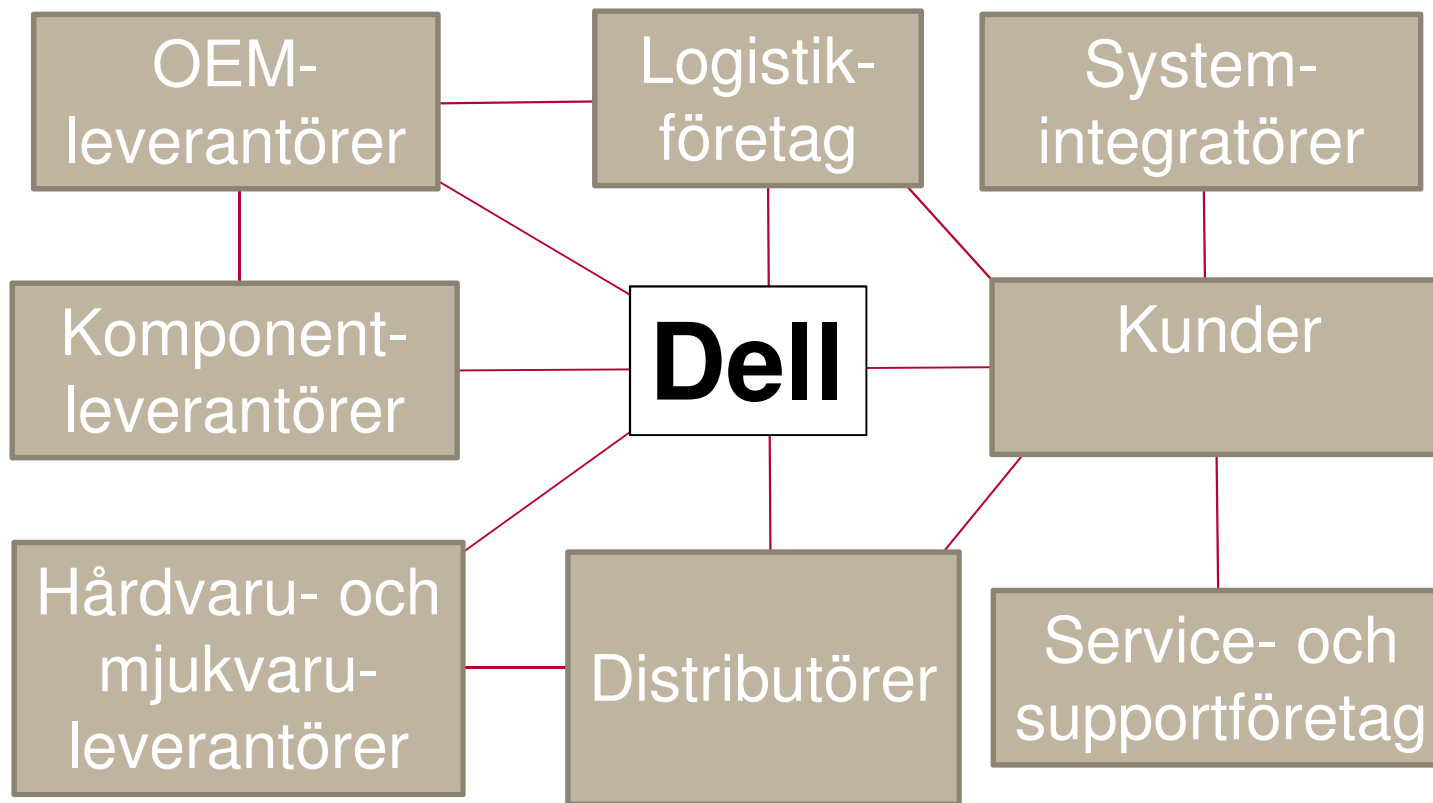 OEM-
leverantörer
Logistik-
företag
System-
integratörer
Komponent-
leverantörer
Dell
Kunder
Hårdvaru- och
mjukvaru-
leverantörer
Distributörer
Service- och
supportföretag